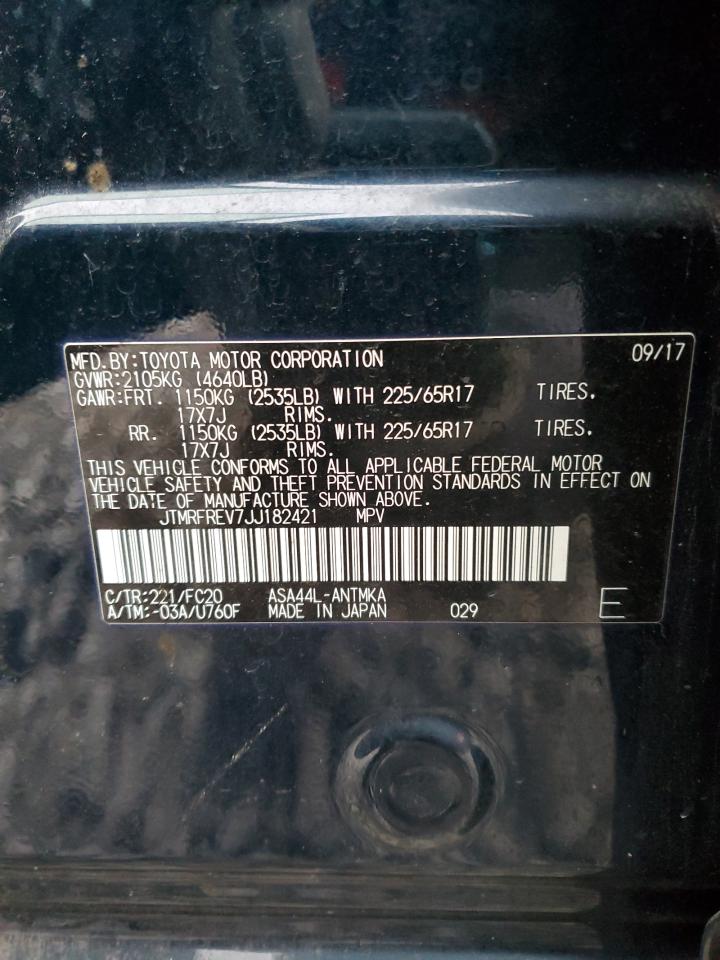 MFD.BY:TOYOTA MOTOR CORPORATION 09/17
GVWR:2105KG (4640LB)
GAWR:FRT. 1150KG (2535LB) WITH 225/65R17 TIRES.
17X7J RIMS.
RR. 1150KG (2535LB) WITH 225/65R17 TIRES.
17X7J RIMS.
THIS VEHICLE CONFORMS TO ALL APPLICABLE FEDERAL MOTOR
VEHICLE SAFETY AND THEFT PREVENTION STANDARDS IN EFFECT ON
THE DATE OF MANUFACTURE SHOWN ABOVE.
JTMRFREV7JJ182421 MPV
C/TR:221/FC20 ASA44L-ANTMKA
A/TM:-03A/U760F MADE IN JAPAN 029 E